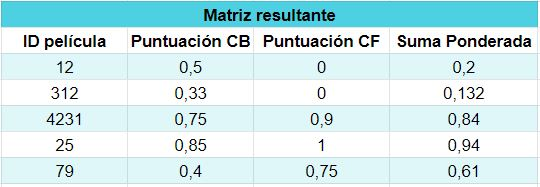 Matriz resultante
ID película Puntuación CB Puntuación CF Suma Ponderada
12 0,5 0 0,2
312 0,33 0 0,132
4231 0,75 0,9 0,84
25 0,85 1 0,94
79 0,4 0,75 0,61